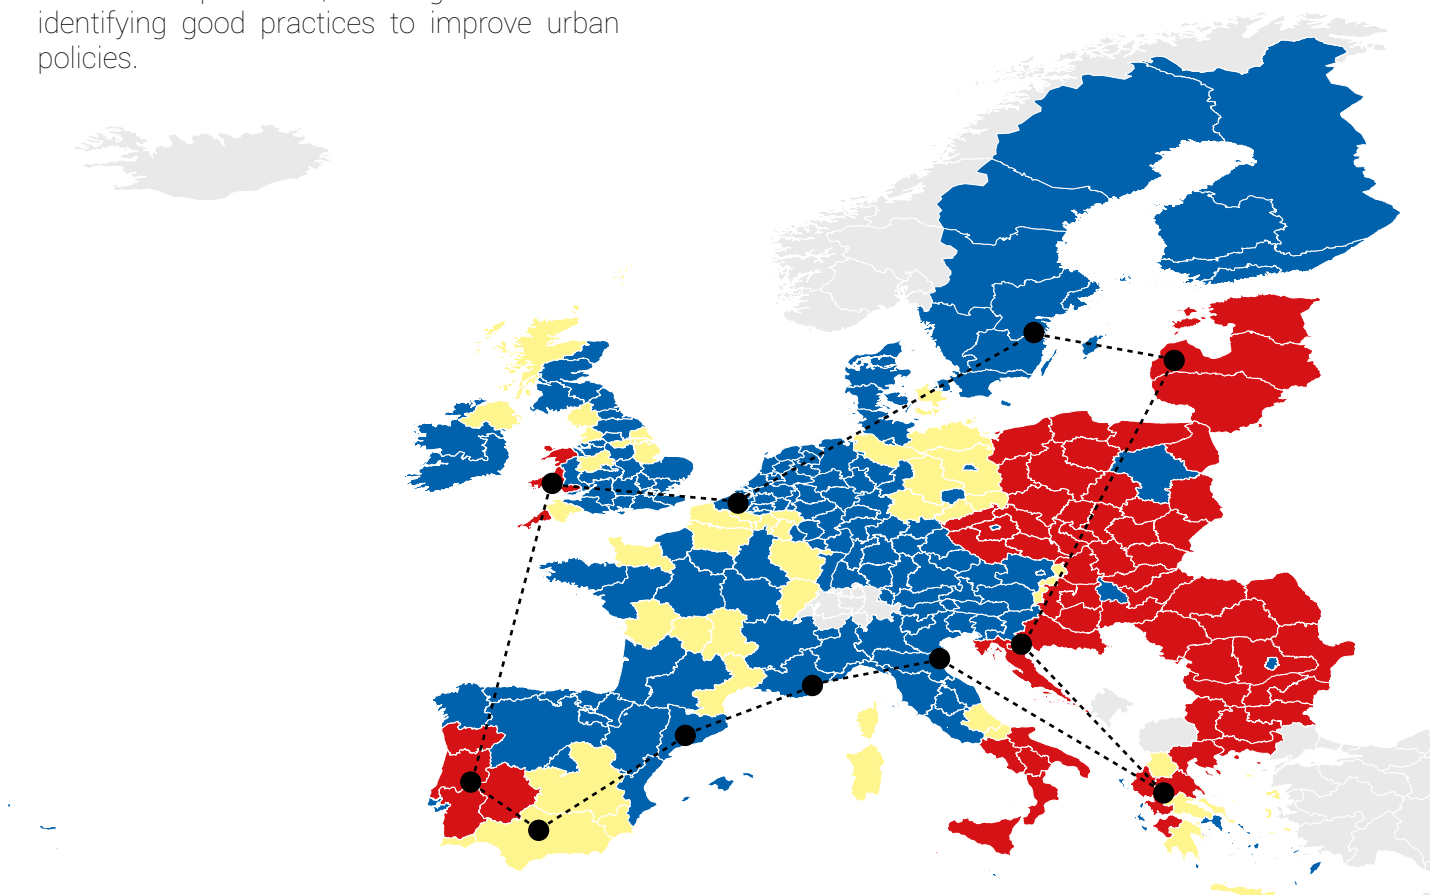 identifying good practices to improve urban
policies.